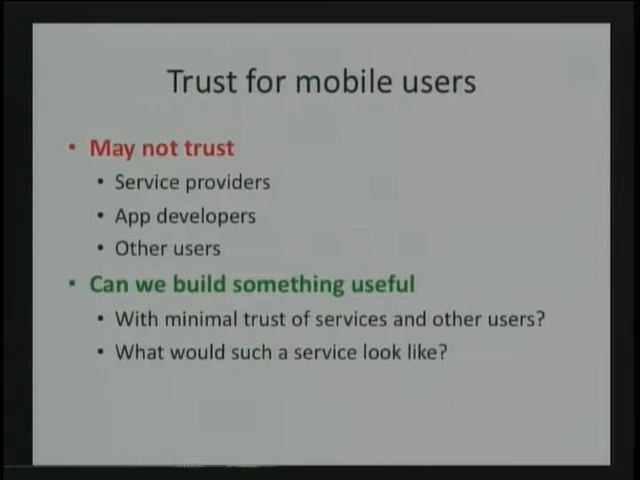 Trust for mobile users
• May not trust
• Service providers
• App developers
• Other users
• Can we build something useful
• With minimal trust of services and other users?
• What would such a service look like?